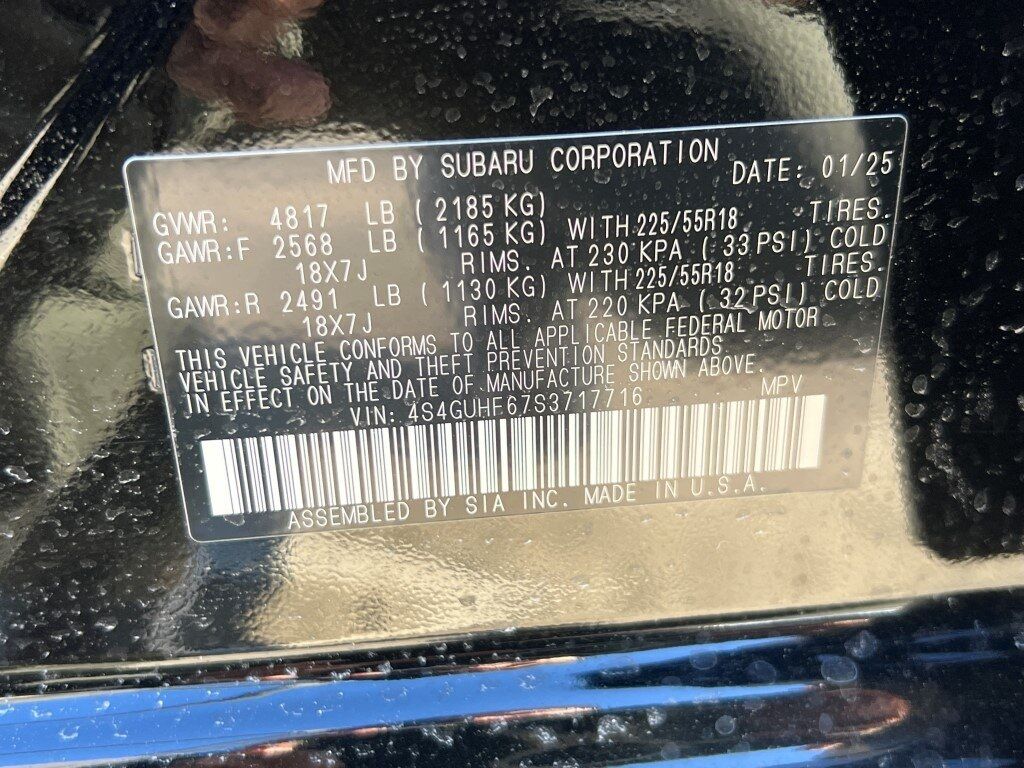 MFD BY SUBARU CORPORATION DATE: 01/25
GVWR: 4817 LB ( 2185 KG)
GAWR:F 2568 LB ( 1165 KG) WITH 225/55R18 TIRES.
18X7J RIMS. AT 230 KPA ( 33 PSI) COLD
GAWR:R 2491 LB ( 1130 KG) WITH 225/55R18 TIRES.
18X7J RIMS. AT 220 KPA ( 32 PSI) COLD
THIS VEHICLE CONFORMS TO ALL APPLICABLE FEDERAL MOTOR
VEHICLE SAFETY AND THEFT PREVENTION STANDARDS
IN EFFECT ON THE DATE OF MANUFACTURE SHOWN ABOVE.
VIN: 4S4GUHF67S3717716 MPV
ASSEMBLED BY SIA INC. MADE IN U.S.A.